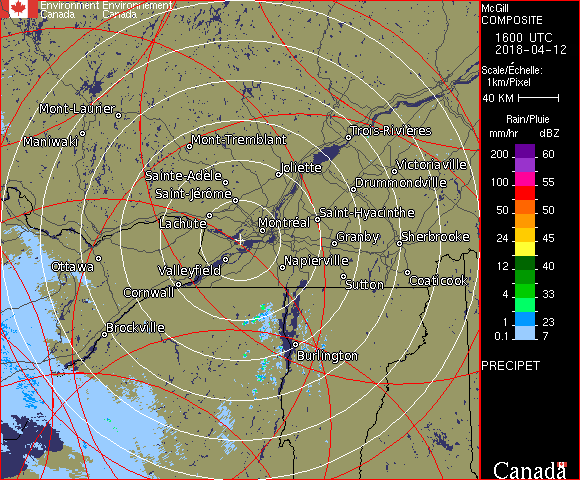 Environment Environnement
Canada Canada
McGill
COMPOSITE
1600 UTC
2018-04-12
Scale/Échelle:
1km/Pixel
40 KM
Rain/Pluie
mm/hr dBZ
200 60
55
100 55
50 50
24 45
12 40
4 33
1 23
0.1 7
PRECIPET
Mont-Laurier
Maniwaki
Mont-Tremblant
Trois-Rivières
Sainte-Adèle
Joliette
Victoriaville
Saint-Jérôme
Drummondville
Lachute
Montréal
Saint-Hyacinthe
Granby
Sherbrooke
Ottawa
Valleyfield
Napierville
Cornwall
Sutton
Coaticook
Brockville
Burlington
Canada